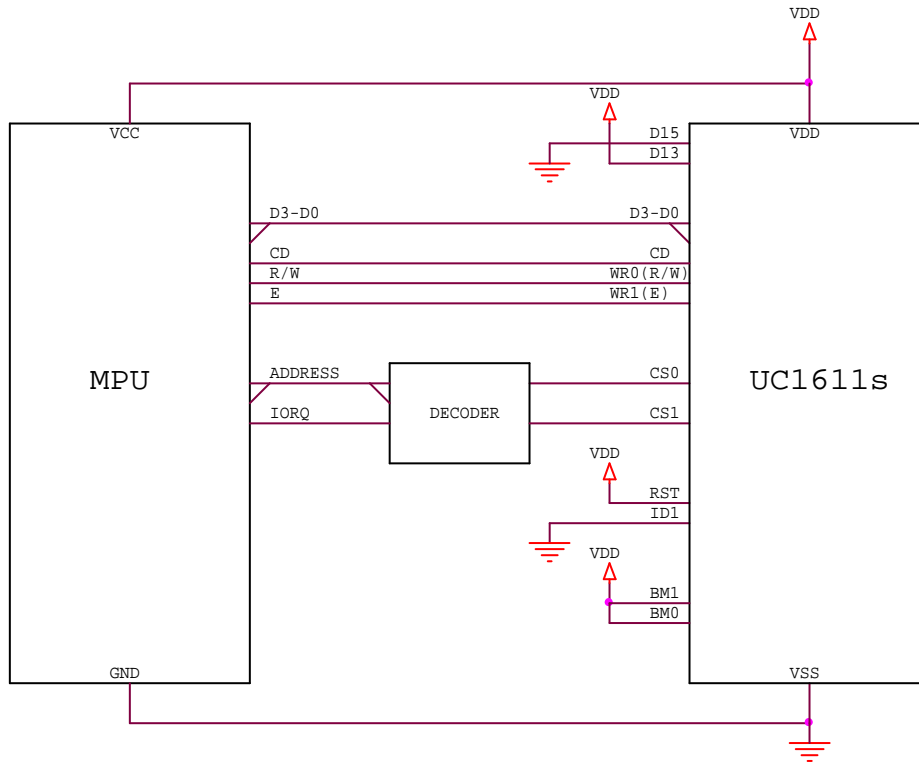 VDD
VDD
VCC
VDD
D15
D13
D3-D0
D3-D0
CD
CD
R/W
WR0(R/W)
E
WR1(E)
MPU
ADDRESS
CS0
UC1611s
DECODER
IORQ
CS1
VDD
RST
ID1
VDD
BM1
BM0
GND
VSS